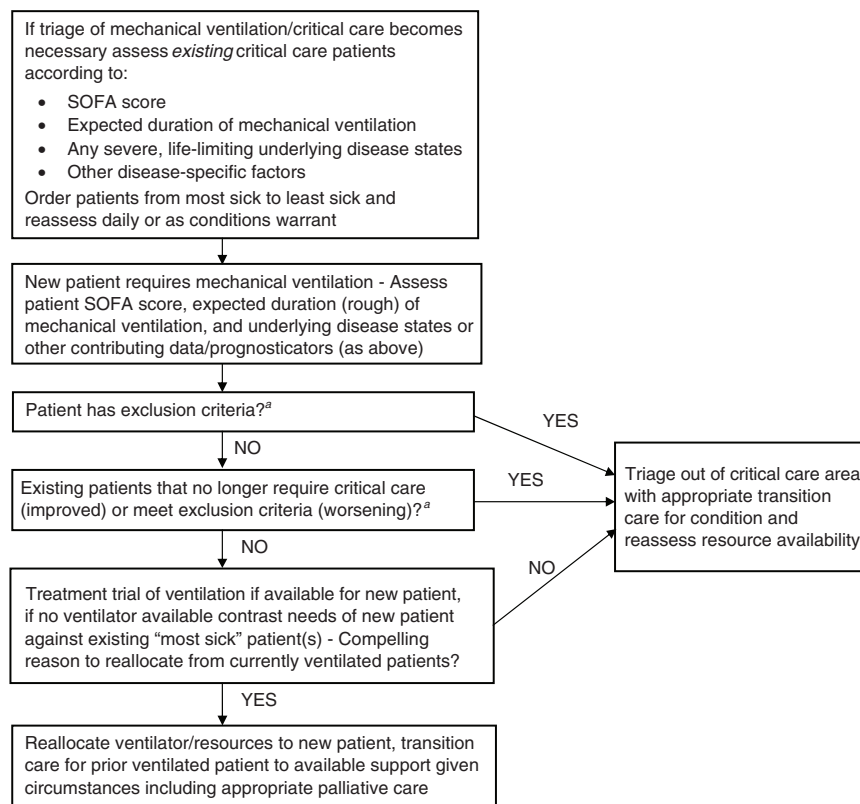 If triage of mechanical ventilation/critical care becomes
necessary assess existing critical care patients
according to:
• SOFA score
• Expected duration of mechanical ventilation
• Any severe, life-limiting underlying disease states
• Other disease-specific factors
Order patients from most sick to least sick and
reassess daily or as conditions warrant
New patient requires mechanical ventilation - Assess
patient SOFA score, expected duration (rough) of
mechanical ventilation, and underlying disease states or
other contributing data/prognosticators (as above)
Patient has exclusion criteria?a
YES
NO
Existing patients that no longer require critical care
(improved) or meet exclusion criteria (worsening)?a
YES
Triage out of critical care area
with appropriate transition
care for condition and
reassess resource availability
NO
NO
Treatment trial of ventilation if available for new patient,
if no ventilator available contrast needs of new patient
against existing “most sick” patient(s) - Compelling
reason to reallocate from currently ventilated patients?
YES
Reallocate ventilator/resources to new patient, transition
care for prior ventilated patient to available support given
circumstances including appropriate palliative care